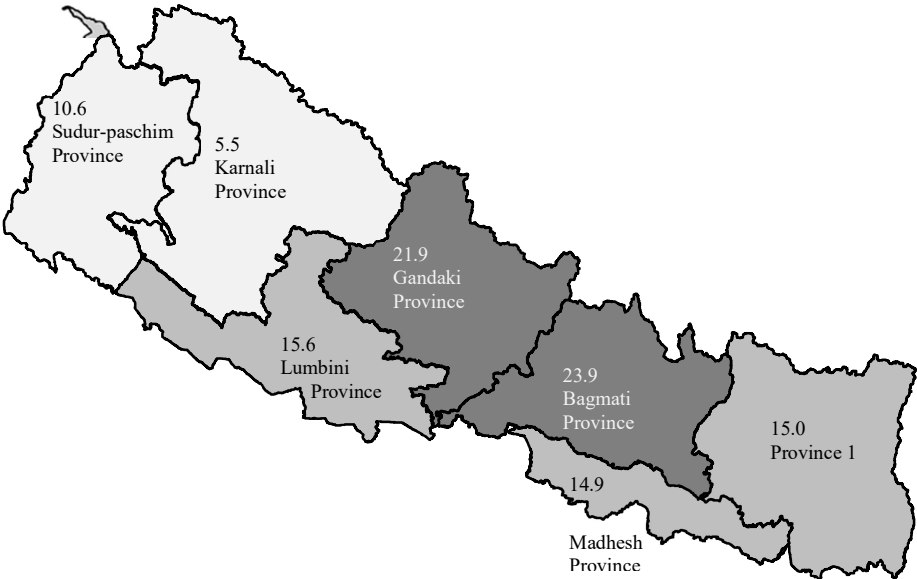 10.6
Sudur-paschim
Province
5.5
Karnali
Province
21.9
Gandaki
Province
15.6
Lumbini
Province
23.9
Bagmati
Province
15.0
Province 1
14.9
Madhesh
Province